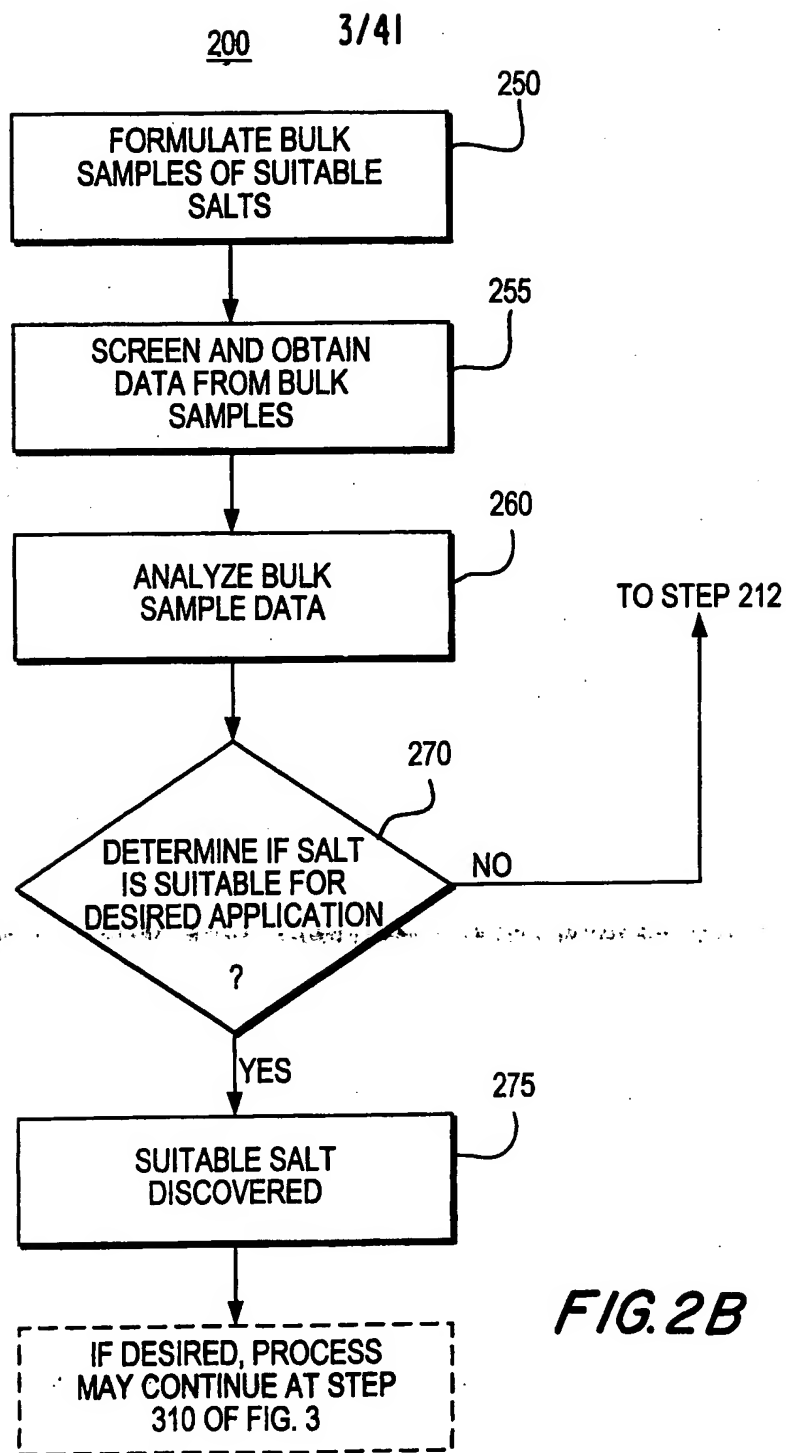 200
3/41
250
FORMULATE BULK
SAMPLES OF SUITABLE
SALTS
255
SCREEN AND OBTAIN
DATA FROM BULK
SAMPLES
260
ANALYZE BULK
SAMPLE DATA
TO STEP 212
270
DETERMINE IF SALT
IS SUITABLE FOR
DESIRED APPLICATION
?
NO
YES
275
SUITABLE SALT
DISCOVERED
IF DESIRED, PROCESS
MAY CONTINUE AT STEP
310 OF FIG. 3
FIG. 2B